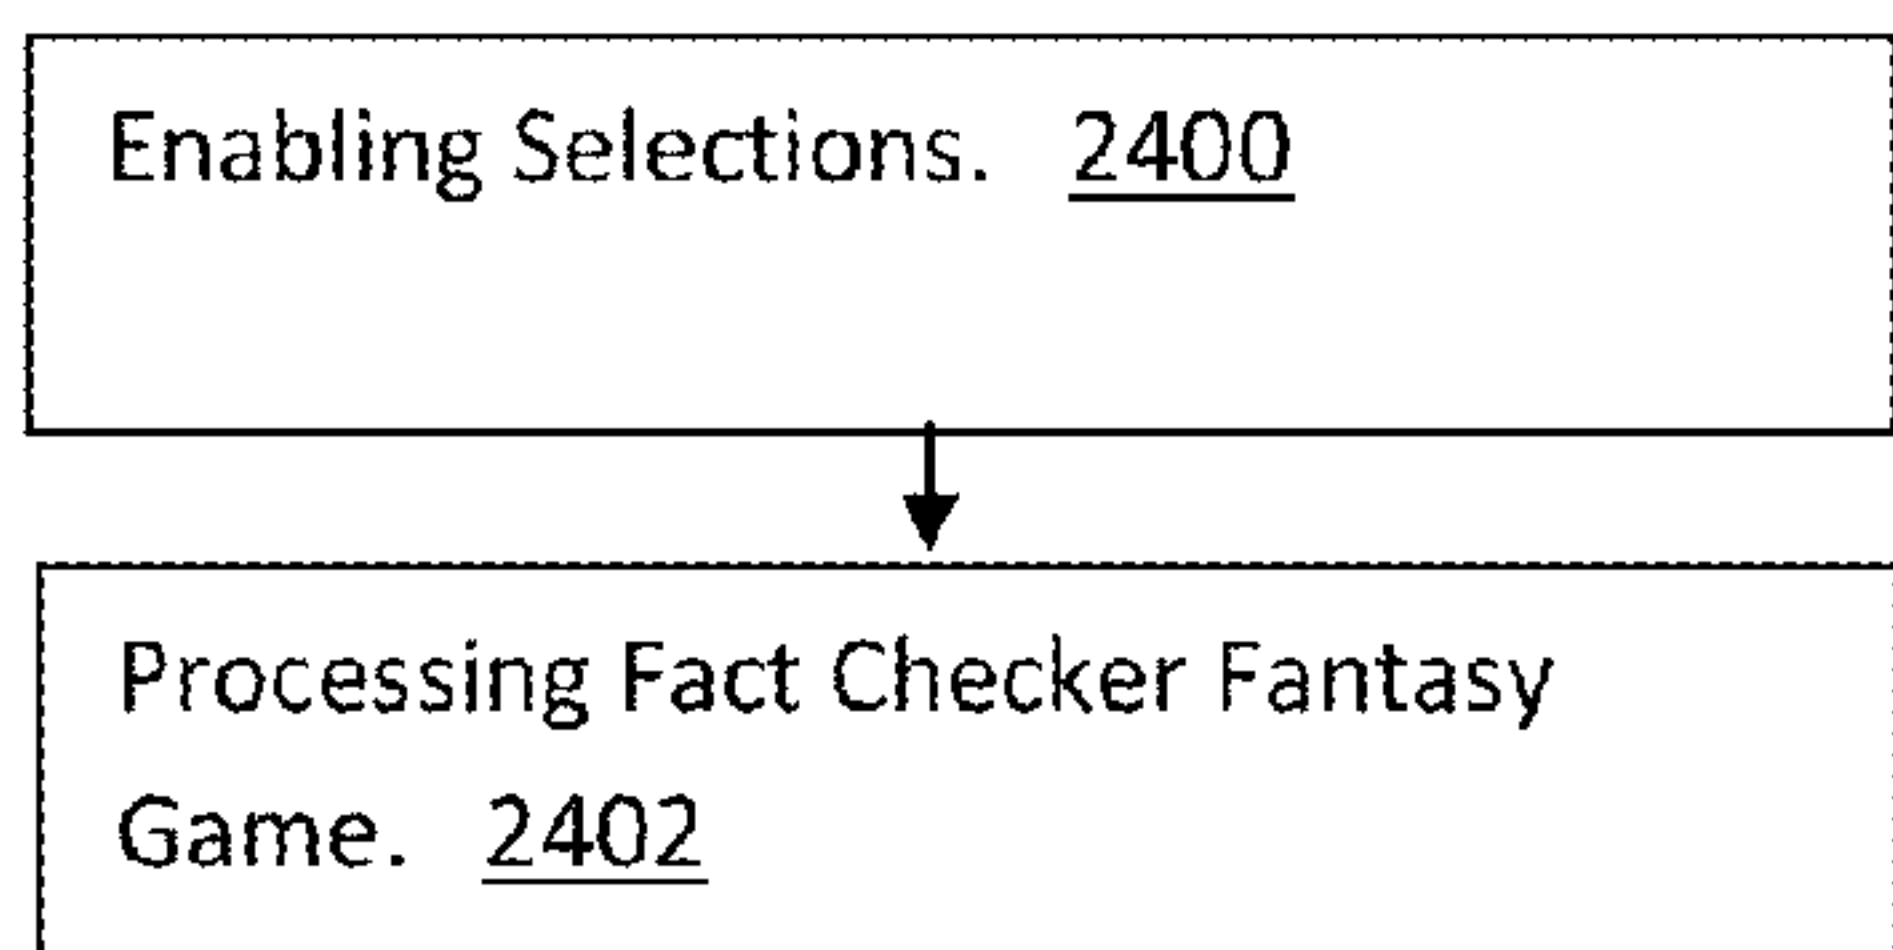 Enabling Selections. 2400
Processing Fact Checker Fantasy
Game. 2402